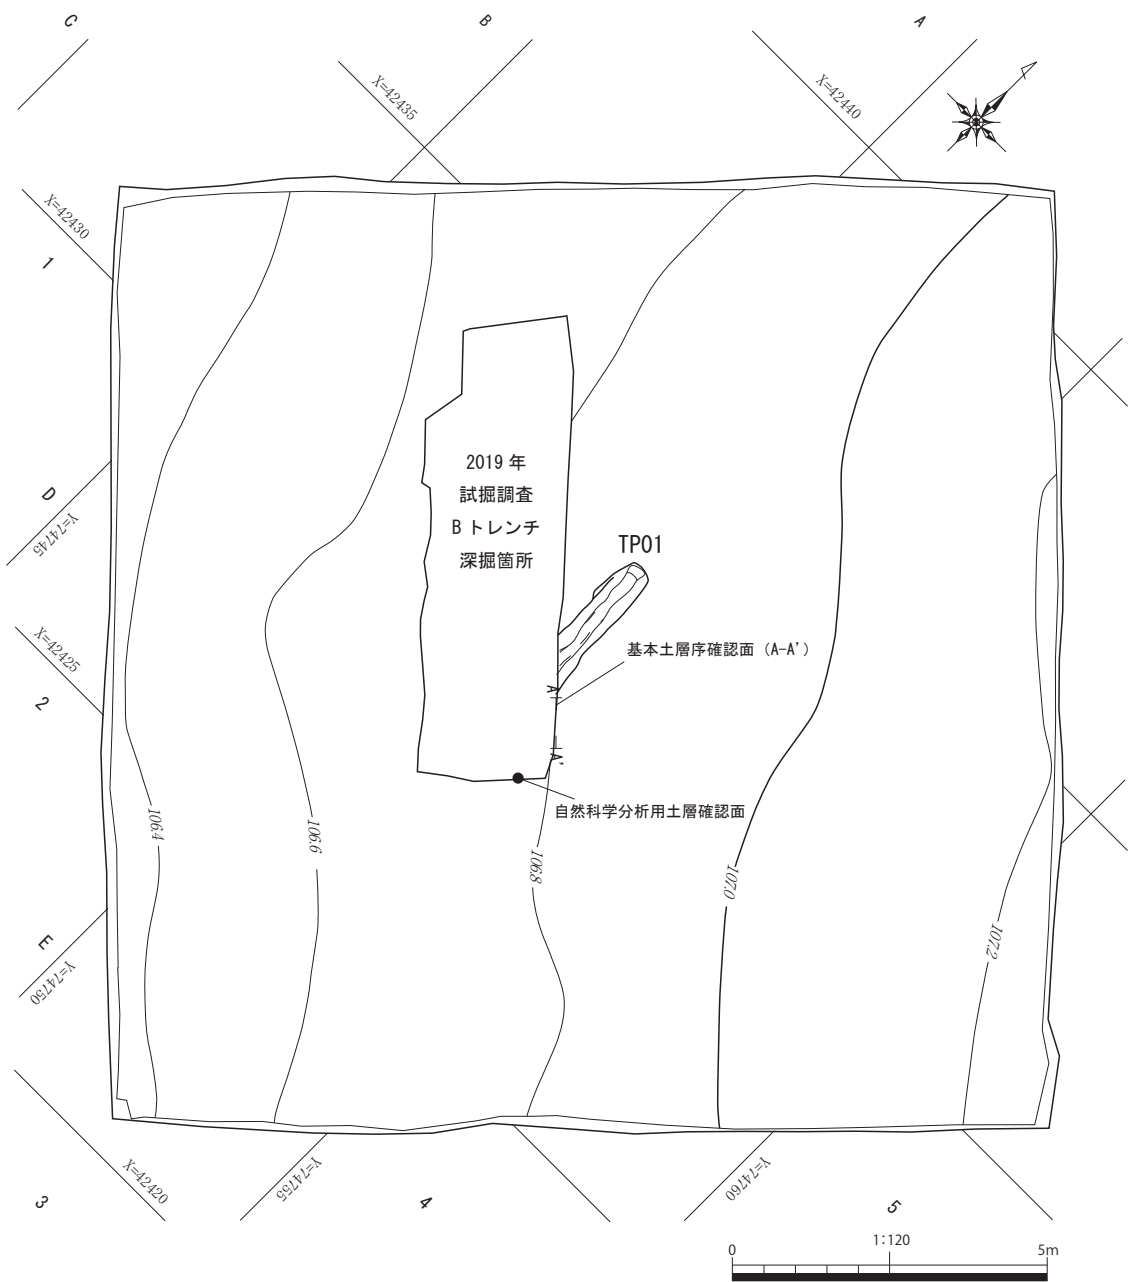 C
B
A
X=42435
X=42440
X=42430
1
2019 年
試掘調査
B トレンチ
深掘箇所
D
Y=74745
TP01
X=42425
基本土層序確認面（A-A'）
2
A
A'
自然科学分析用土層確認面
106.4
106.6
106.8
107.0
107.2
E
Y=74750
X=42420
Y=74755
Y=74760
3
4
5
1:120
0
5m